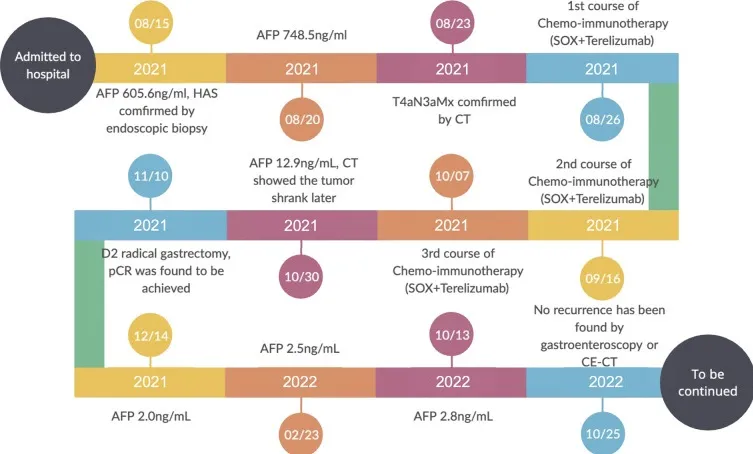 Admitted to
hospital
08/15
2021
AFP 605.6ng/ml, HAS
comfirmed by
endoscopic biopsy
AFP 748.5ng/ml
2021
08/20
08/23
2021
T4aN3aMx comfirmed
by CT
1st course of
Chemo-immunotherapy
(SOX+Terelizumab)
2021
08/26
2nd course of
Chemo-immunotherapy
(SOX+Terelizumab)
2021
09/16
10/07
2021
3rd course of
Chemo-immunotherapy
(SOX+Terelizumab)
AFP 12.9ng/mL, CT
showed the tumor
shrank later
2021
10/30
11/10
2021
D2 radical gastrectomy,
pCR was found to be
achieved
12/14
2021
AFP 2.0ng/mL
AFP 2.5ng/mL
2022
02/23
10/13
2022
AFP 2.8ng/mL
No recurrence has been
found by
gastroenteroscopy or
CE-CT
2022
10/25
To be
continued